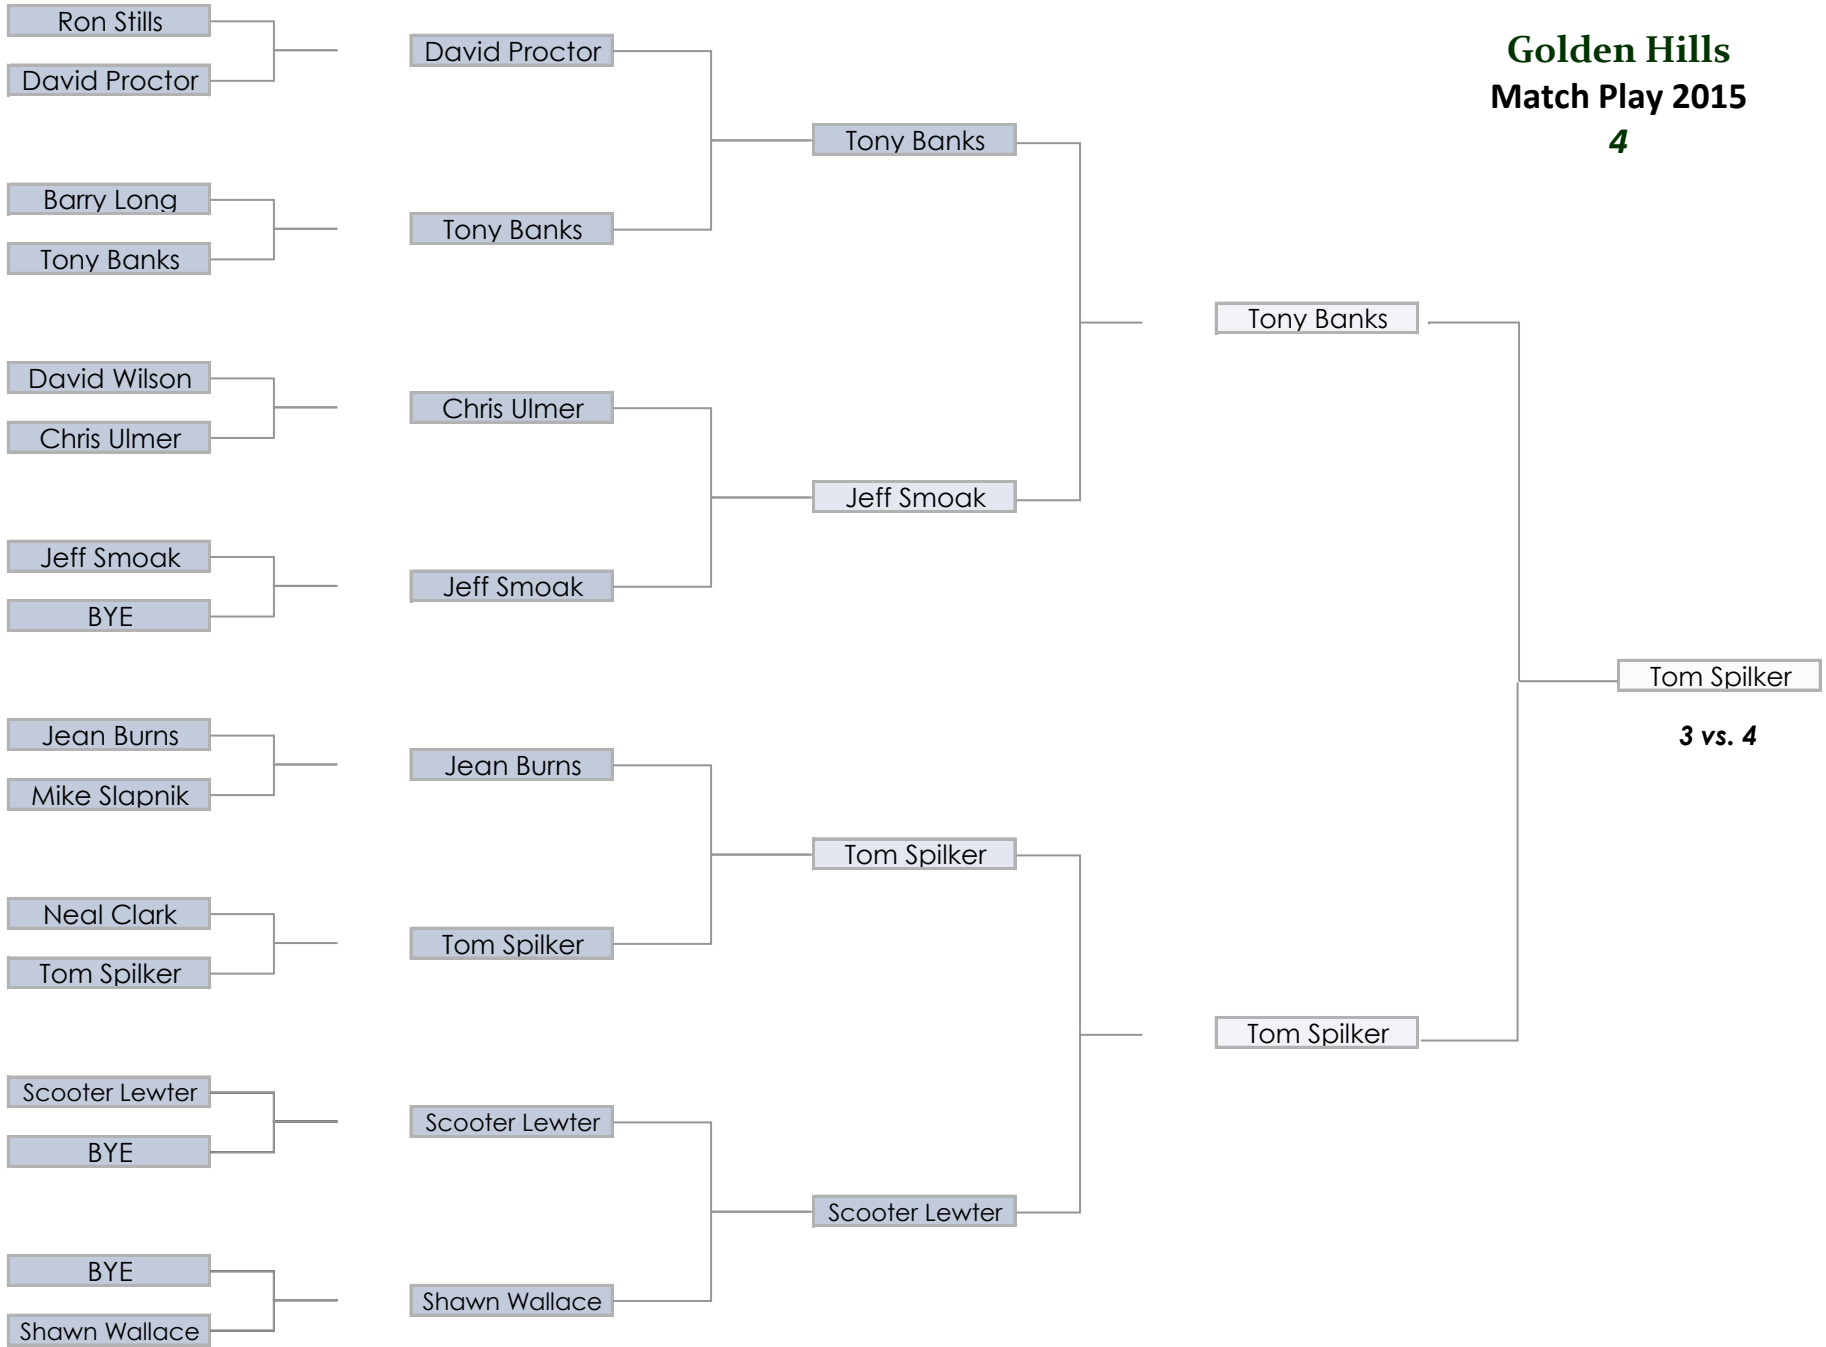 Ron Stills
David Proctor
Barry Long
Tony Banks
David Wilson
Chris Ulmer
Jeff Smoak
BYE
Jean Burns
Mike Slapnik
Neal Clark
Tom Spilker
Scooter Lewter
BYE
BYE
Shawn Wallace
David Proctor
Tony Banks
Chris Ulmer
Jeff Smoak
Jean Burns
Tom Spilker
Scooter Lewter
Shawn Wallace
Tony Banks
Jeff Smoak
Tom Spilker
Scooter Lewter
Tony Banks
Tom Spilker
Golden Hills
Match Play 2015
4
Tom Spilker
3 vs. 4